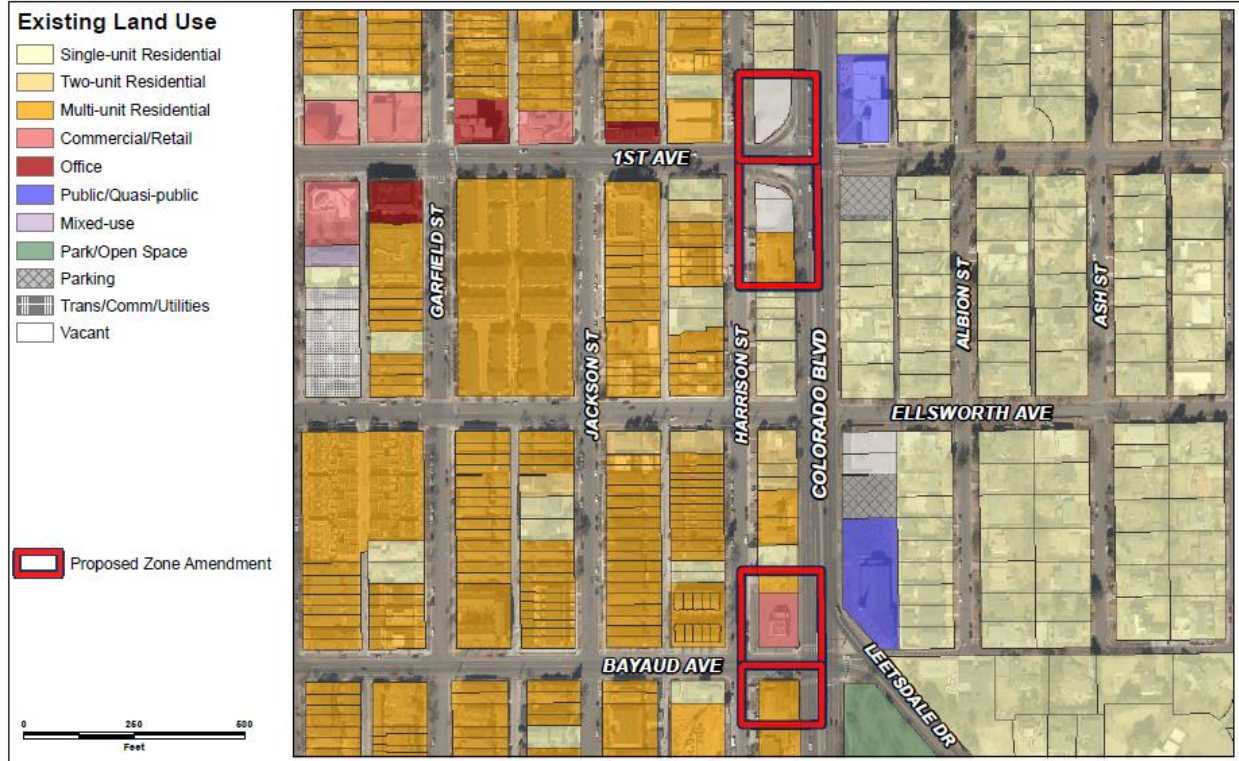 Existing Land Use
Single-unit Residential
Two-unit Residential
Multi-unit Residential
Commercial/Retail
Office
Public/Quasi-public
Mixed-use
Park/Open Space
Parking
Trans/Comm/Utilities
Vacant
Proposed Zone Amendment
0 250 500
Feet
1ST AVE
GARFIELD ST
JACKSON ST
HARRISON ST
COLORADO BLVD
ALBION ST
ASH ST
ELLSWORTH AVE
BAYAUD AVE
LEETSDALE DR